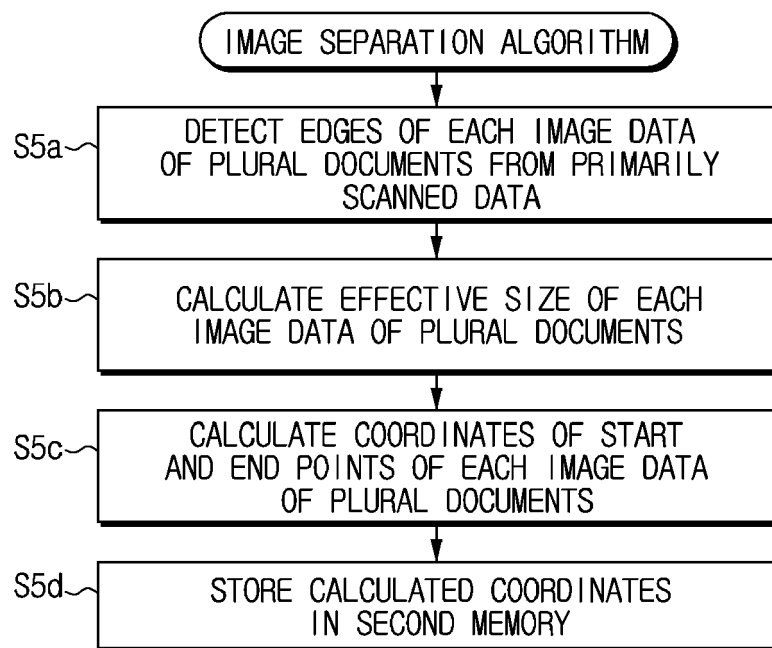 IMAGE SEPARATION ALGORITHM
S5a
DETECT EDGES OF EACH IMAGE DATA
OF PLURAL DOCUMENTS FROM PRIMARILY
SCANNED DATA
S5b
CALCULATE EFFECTIVE SIZE OF EACH
IMAGE DATA OF PLURAL DOCUMENTS
S5c
CALCULATE COORDINATES OF START
AND END POINTS OF EACH IMAGE DATA
OF PLURAL DOCUMENTS
S5d
STORE CALCULATED COORDINATES
IN SECOND MEMORY